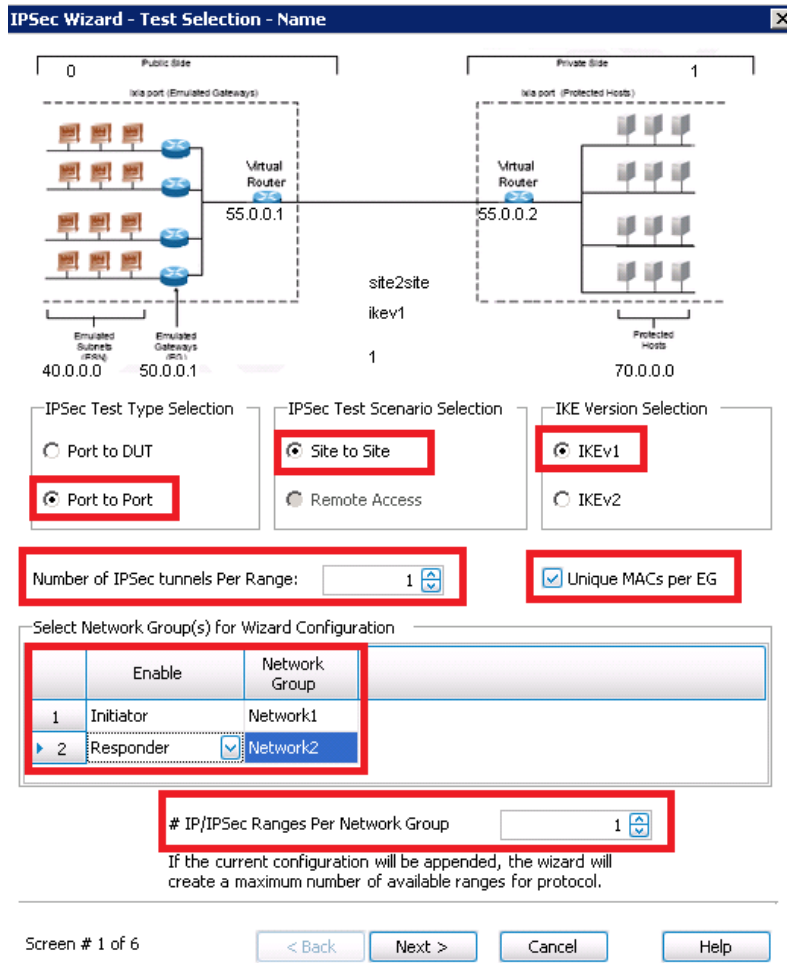 IPSec Wizard - Test Selection - Name
Public Side
Private Side
0
1
Ixia port (Emulated Gateways)
Ixia port (Protected Hosts)
Virtual
Router
Virtual
Router
55.0.0.1
55.0.0.2
site2site
ikev1
1
Emulated
Subnets
(ESN)
Emulated
Gateways
(EG)
Protected
Hosts
40.0.0.0
50.0.0.1
70.0.0.0
IPSec Test Type Selection
Port to DUT
Port to Port
IPSec Test Scenario Selection
Site to Site
Remote Access
IKE Version Selection
IKEv1
IKEv2
Number of IPSec tunnels Per Range: 1
Unique MACs per EG
Select Network Group(s) for Wizard Configuration
Enable
Network
Group
1 Initiator Network1
2 Responder Network2
# IP/IPSec Ranges Per Network Group 1
If the current configuration will be appended, the wizard will
create a maximum number of available ranges for protocol.
Screen # 1 of 6
< Back
Next >
Cancel
Help